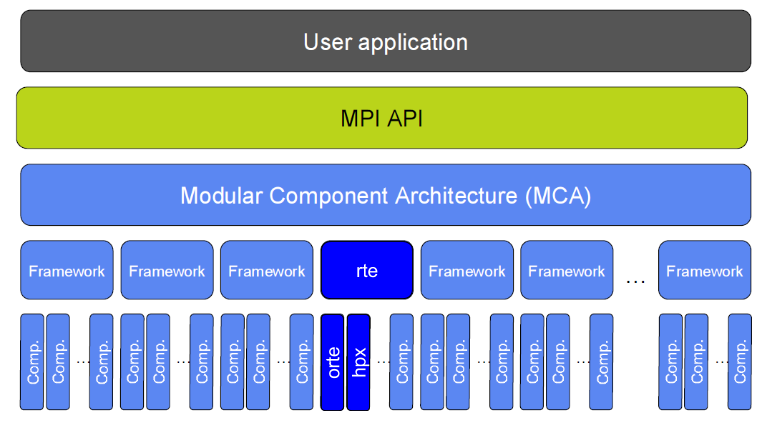 User application
MPI API
Modular Component Architecture (MCA)
Framework Framework Framework rte Framework Framework ... Framework
Comp. Comp. ... Comp. Comp. Comp. ... Comp. Comp. Comp. ... Comp. orte hpx ... Comp. Comp. Comp. ... Comp. Comp. Comp. ... Comp. Comp. Comp. ... Comp.